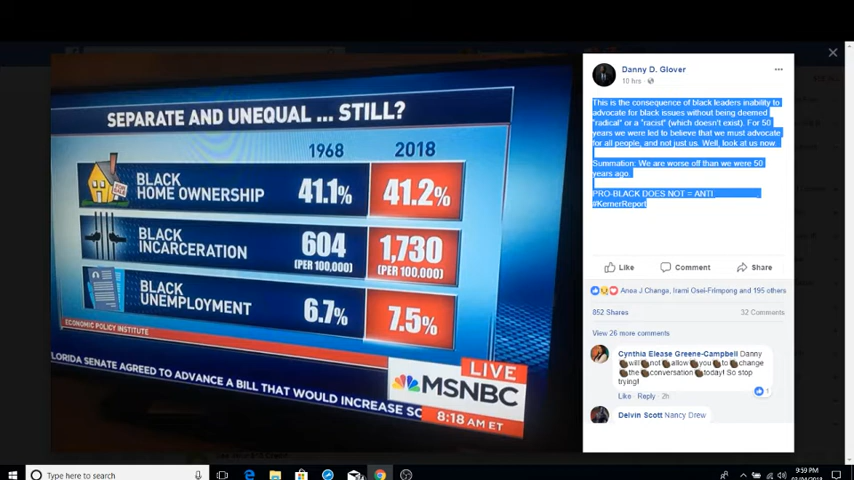 SEPARATE AND UNEQUAL ... STILL?
1968 2018
BLACK
HOME OWNERSHIP 41.1% 41.2%
BLACK
INCARCERATION 604 1,730
(PER 100,000) (PER 100,000)
BLACK
UNEMPLOYMENT 6.7% 7.5%
ECONOMIC POLICY INSTITUTE
LORIDA SENATE AGREED TO ADVANCE A BILL THAT WOULD INCREASE SC
LIVE
MSNBC
8:18 AM ET
Danny D. Glover
10 hrs
This is the consequence of black leaders inability to
advocate for black issues without being deemed
"radical" or a "racist" (which doesn't exist). For 50
years we were led to believe that we must advocate
for all people, and not just us. Well, look at us now.
Summation: We are worse off than we were 50
years ago.
PRO-BLACK DOES NOT = ANTI
#KernerReport
Like Comment Share
Anea J Changa, Irami Osei-Frimpong and 195 others
852 Shares 32 Comments
View 26 more comments
Cynthia Elease Greene-Campbell Danny
will not allow you to change
the conversation today! So stop
trying!
1
Like · Reply · 2h
Delvin Scott Nancy Drew
Type here to search
9:59 PM